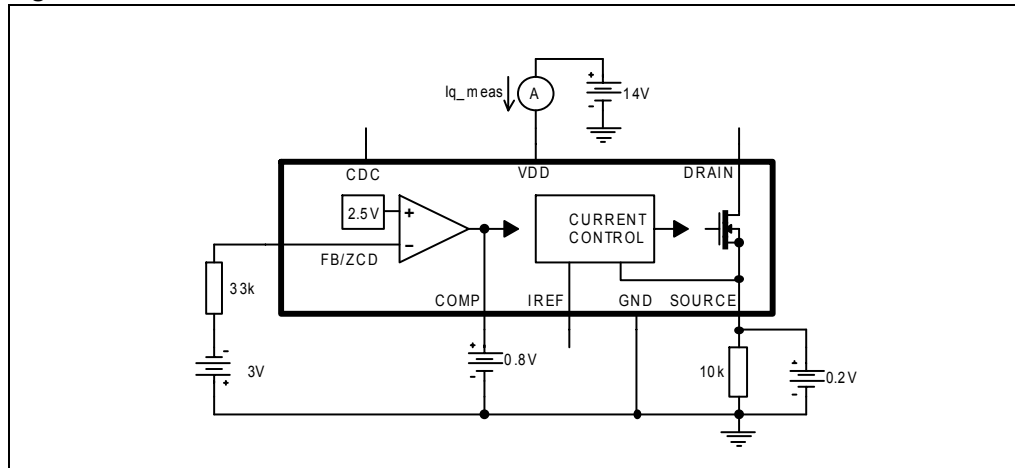 Iq_meas
A
+
-
14V
CDC
VDD
DRAIN
2.5V
+
-
CURRENT
CONTROL
FB/ZCD
33k
COMP
IREF
GND
SOURCE
-
+
3V
+
-
0.8V
10k
+
-
0.2V